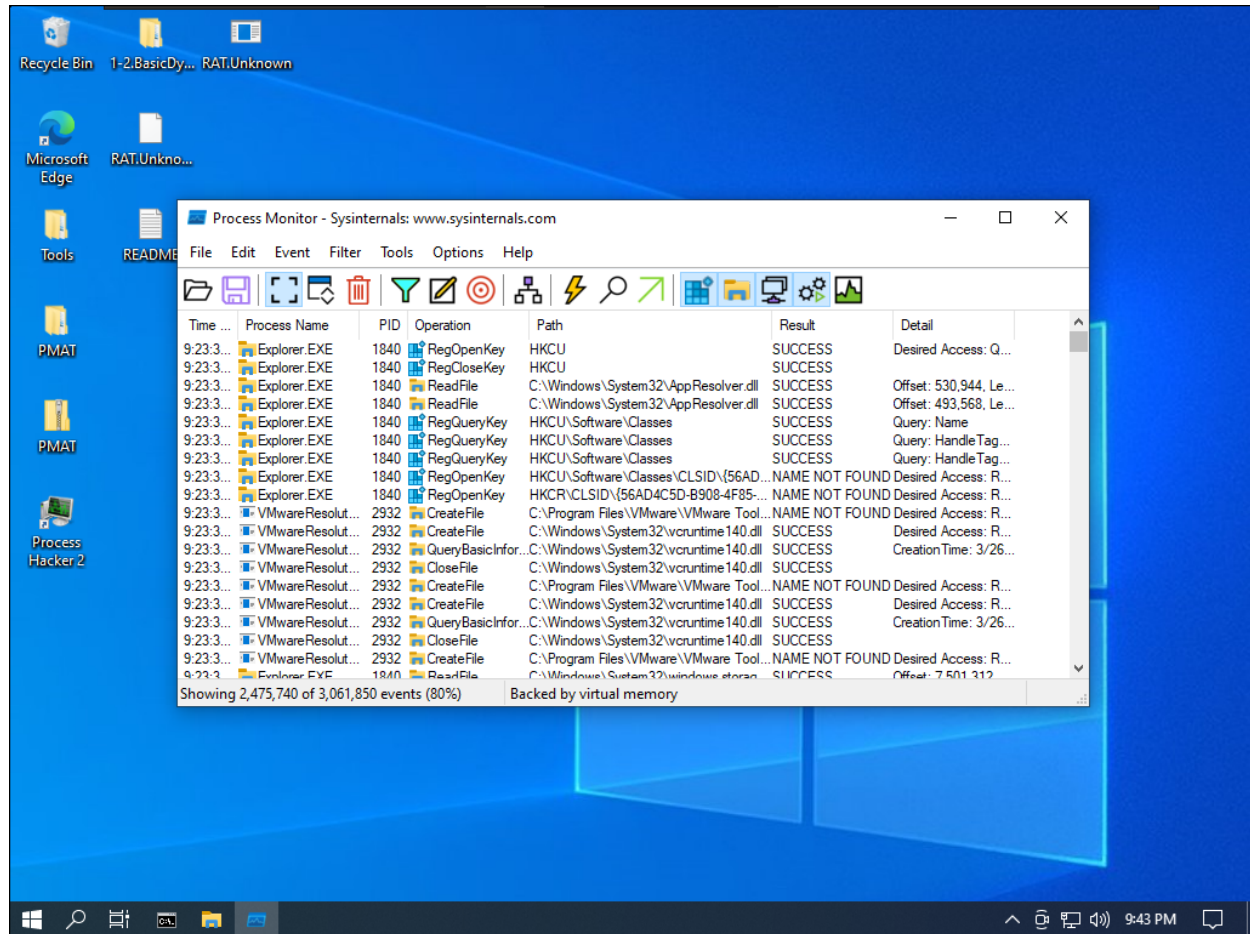 Recycle Bin
1-2.BasicDy...
RAT.Unknown
Microsoft Edge
RAT.Unkno...
Tools
README
PMAT
PMAT
Process Hacker 2
Process Monitor - Sysinternals: www.sysinternals.com
File Edit Event Filter Tools Options Help
Time ... Process Name PID Operation Path Result Detail
9:23:3... Explorer.EXE 1840 RegOpenKey HKCU SUCCESS Desired Access: Q...
9:23:3... Explorer.EXE 1840 RegCloseKey HKCU SUCCESS
9:23:3... Explorer.EXE 1840 ReadFile C:\Windows\System32\AppResolver.dll SUCCESS Offset: 530,944, Le...
9:23:3... Explorer.EXE 1840 ReadFile C:\Windows\System32\AppResolver.dll SUCCESS Offset: 493,568, Le...
9:23:3... Explorer.EXE 1840 RegQueryKey HKCU\Software\Classes SUCCESS Query: Name
9:23:3... Explorer.EXE 1840 RegQueryKey HKCU\Software\Classes SUCCESS Query: HandleTag...
9:23:3... Explorer.EXE 1840 RegQueryKey HKCU\Software\Classes SUCCESS Query: HandleTag...
9:23:3... Explorer.EXE 1840 RegOpenKey HKCU\Software\Classes\CLSID\{56AD... NAME NOT FOUND Desired Access: R...
9:23:3... Explorer.EXE 1840 RegOpenKey HKCR\CLSID\{56AD4C5D-B908-4F85-... NAME NOT FOUND Desired Access: R...
9:23:3... VMwareResolut... 2932 CreateFile C:\Program Files\VMware\VMware Tool... NAME NOT FOUND Desired Access: R...
9:23:3... VMwareResolut... 2932 CreateFile C:\Windows\System32\vcruntime140.dll SUCCESS Desired Access: R...
9:23:3... VMwareResolut... 2932 QueryBasicInfor... C:\Windows\System32\vcruntime140.dll SUCCESS CreationTime: 3/26...
9:23:3... VMwareResolut... 2932 CloseFile C:\Windows\System32\vcruntime140.dll SUCCESS
9:23:3... VMwareResolut... 2932 CreateFile C:\Program Files\VMware\VMware Tool... NAME NOT FOUND Desired Access: R...
9:23:3... VMwareResolut... 2932 CreateFile C:\Windows\System32\vcruntime140.dll SUCCESS Desired Access: R...
9:23:3... VMwareResolut... 2932 QueryBasicInfor... C:\Windows\System32\vcruntime140.dll SUCCESS CreationTime: 3/26...
9:23:3... VMwareResolut... 2932 CloseFile C:\Windows\System32\vcruntime140.dll SUCCESS
9:23:3... VMwareResolut... 2932 CreateFile C:\Program Files\VMware\VMware Tool... NAME NOT FOUND Desired Access: R...
9:23:3... Explorer.EXE 1840 ReadFile C:\Windows\System32\windows.storag... SUCCESS Offset: 7,501,312
Showing 2,475,740 of 3,061,850 events (80%) Backed by virtual memory
C:\.
9:43 PM